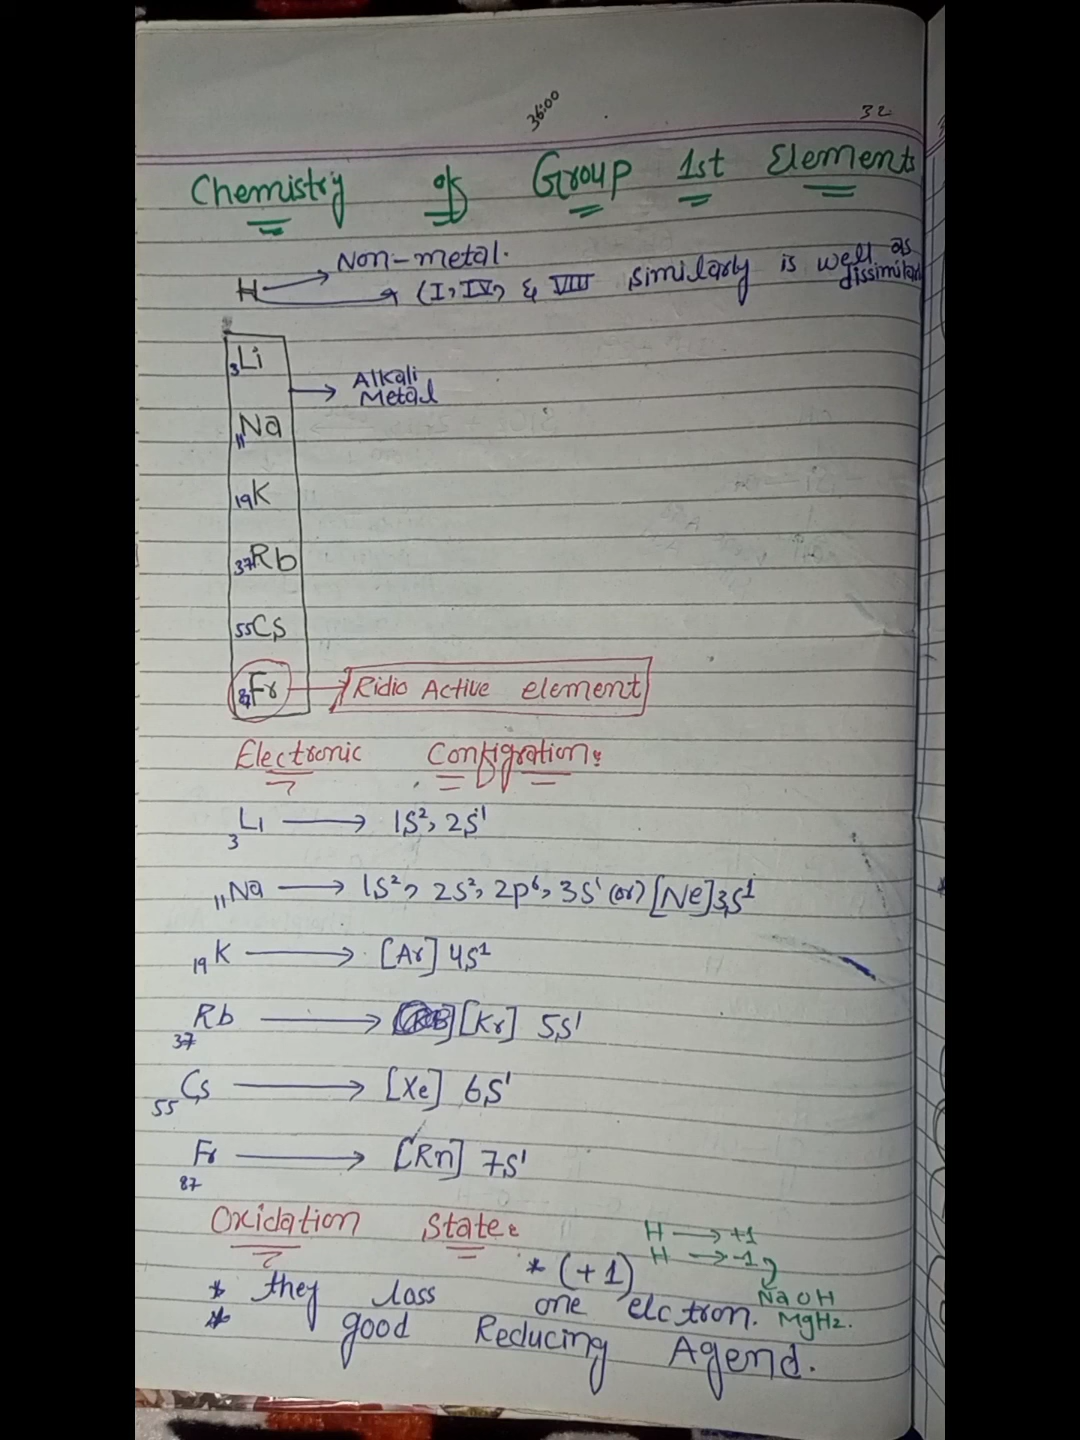 36:00
32
Chemistry of Group 1st Elements
H → Non-metal.
→ (I, IV, & VIII similarly is well as dissimilar
3Li
→ Alkali Metal
11Na
19K
37Rb
55Cs
87Fr → Ridio Active element
Electronic Configration:
3Li → 1S², 2S¹
11Na → 1S², 2S², 2P⁶, 3S¹ (or) [Ne]3S¹
19K → [Ar] 4S¹
37Rb → [Kr] 5S¹
55Cs → [Xe] 6S¹
87Fr → [Rn] 7S¹
Oxidation State:
H → +1
H → -1
* (+1)
NaOH
MgH2.
* they loss one elctron.
* good Reducing Agend.